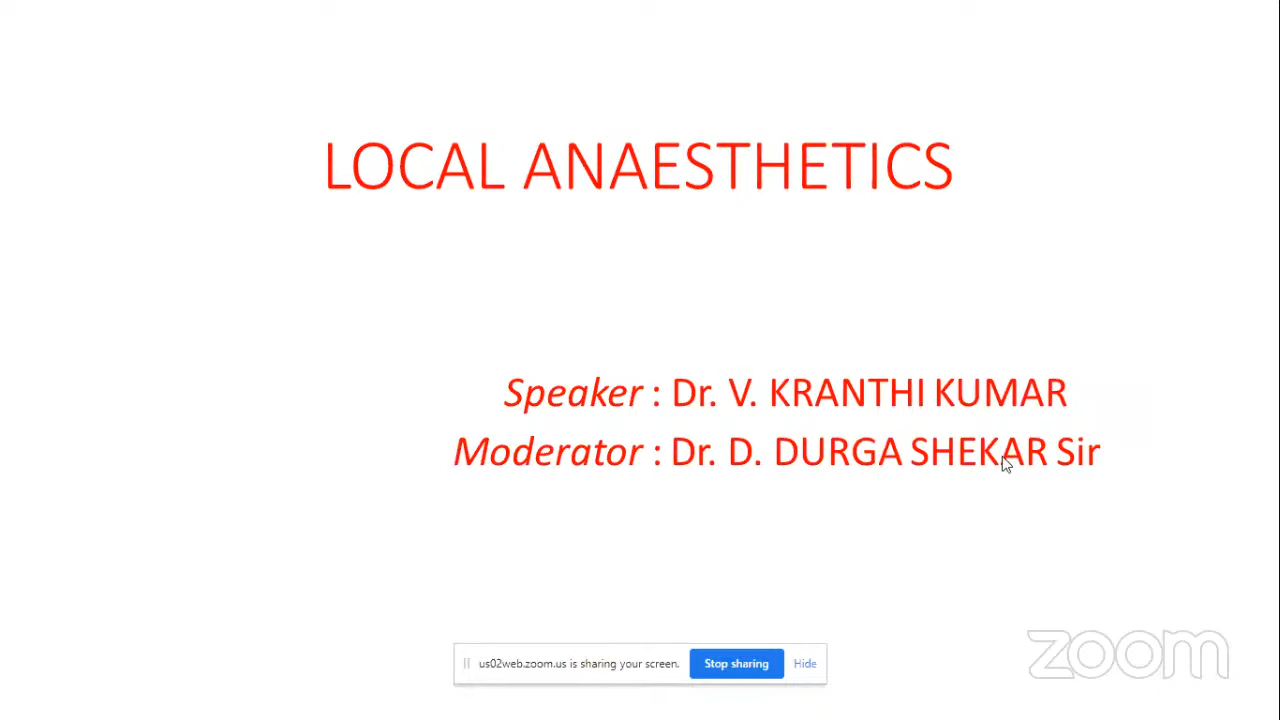 LOCAL ANAESTHETICS
Speaker : Dr. V. KRANTHI KUMAR
Moderator : Dr. D. DURGA SHEKAR Sir
us02web.zoom.us is sharing your screen. Stop sharing Hide
zoom